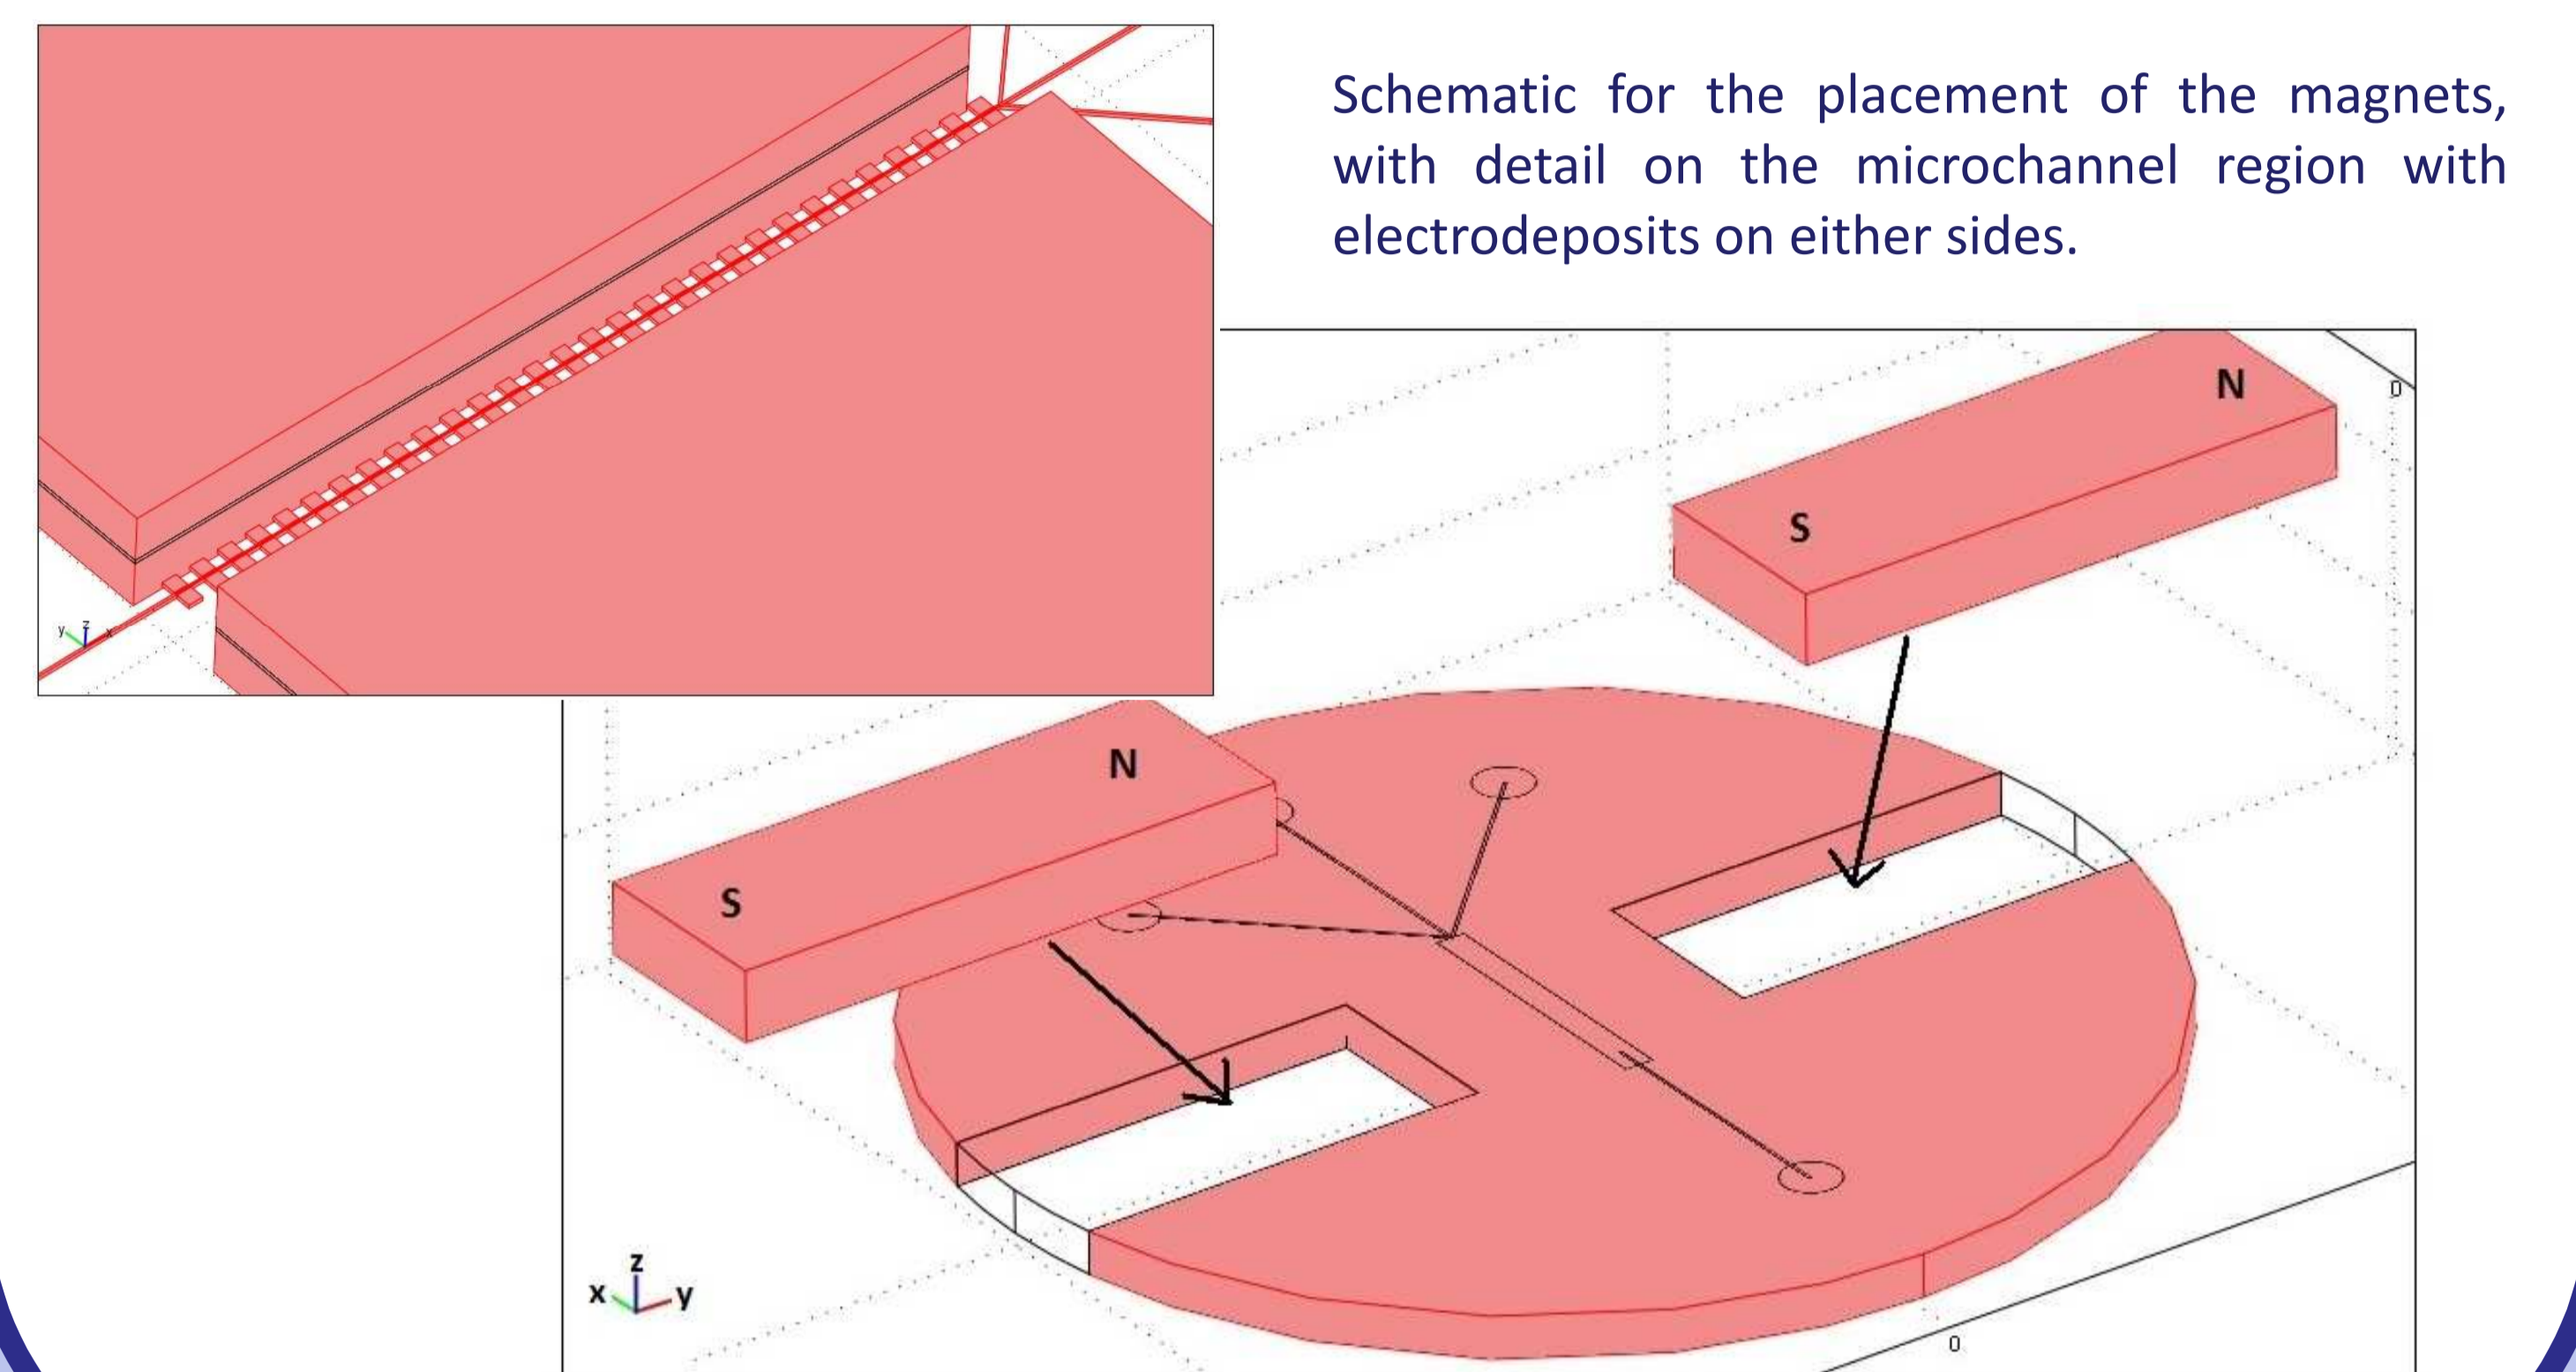 Schematic for the placement of the magnets,
with detail on the microchannel region with
electrodeposits on either sides.
y z x
N
0
S
N
S
z
x y
0